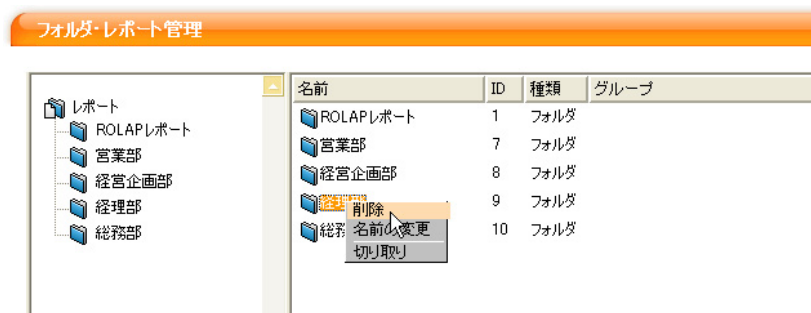 フォルダ・レポート管理
レポート
ROLAPレポート
営業部
経営企画部
経理部
総務部
名前 ID 種類 グループ
ROLAPレポート 1 フォルダ
営業部 7 フォルダ
経営企画部 8 フォルダ
経理 9 フォルダ
総務 10 フォルダ
削除
名前の変更
切り取り